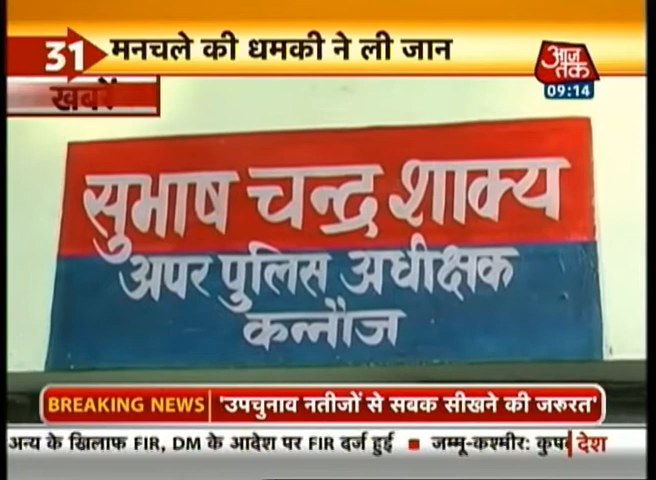 31 मनचले की धमकी ने ली जान
खबरें
आज तक
09:14
सुभाष चन्द्र शाक्य
अपर पुलिस अधीक्षक
कन्नौज
BREAKING NEWS 'उपचुनाव नतीजों से सबक सीखने की जरूरत'
अन्य के खिलाफ FIR, DM के आदेश पर FIR दर्ज हुई ■ जम्मू-कश्मीर: देश